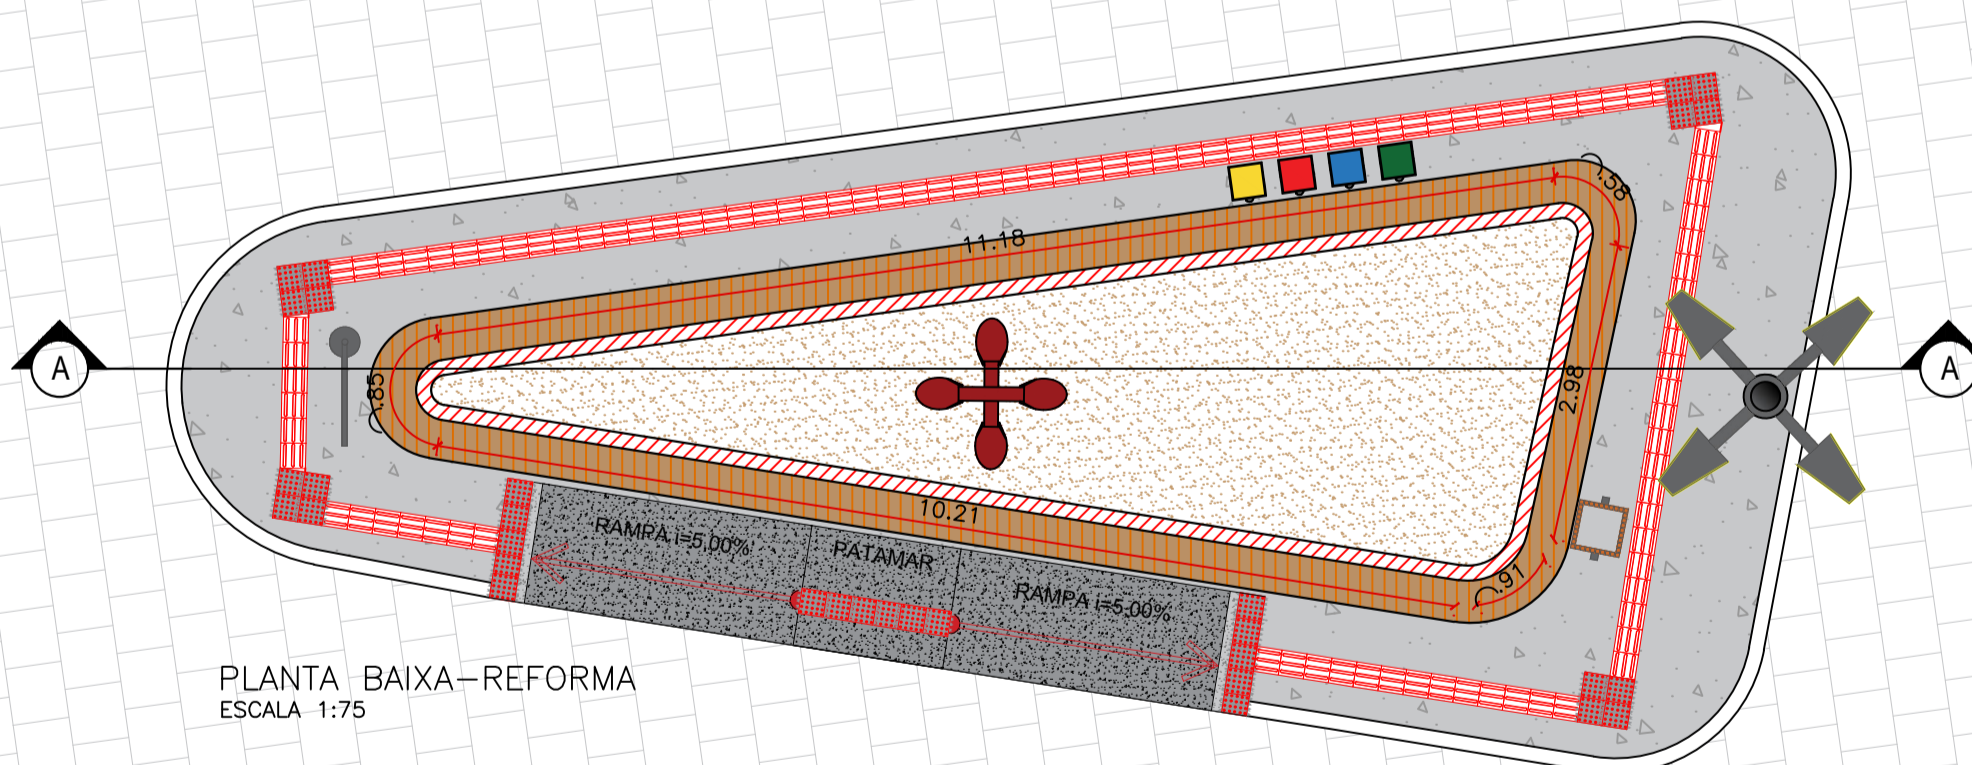 .58
11.18
A
A
.85
2.98
10.21
RAMPA i=5.00%
PATAMAR
.91
RAMPA i=5.00%
PLANTA BAIXA-REFORMA
ESCALA 1:75